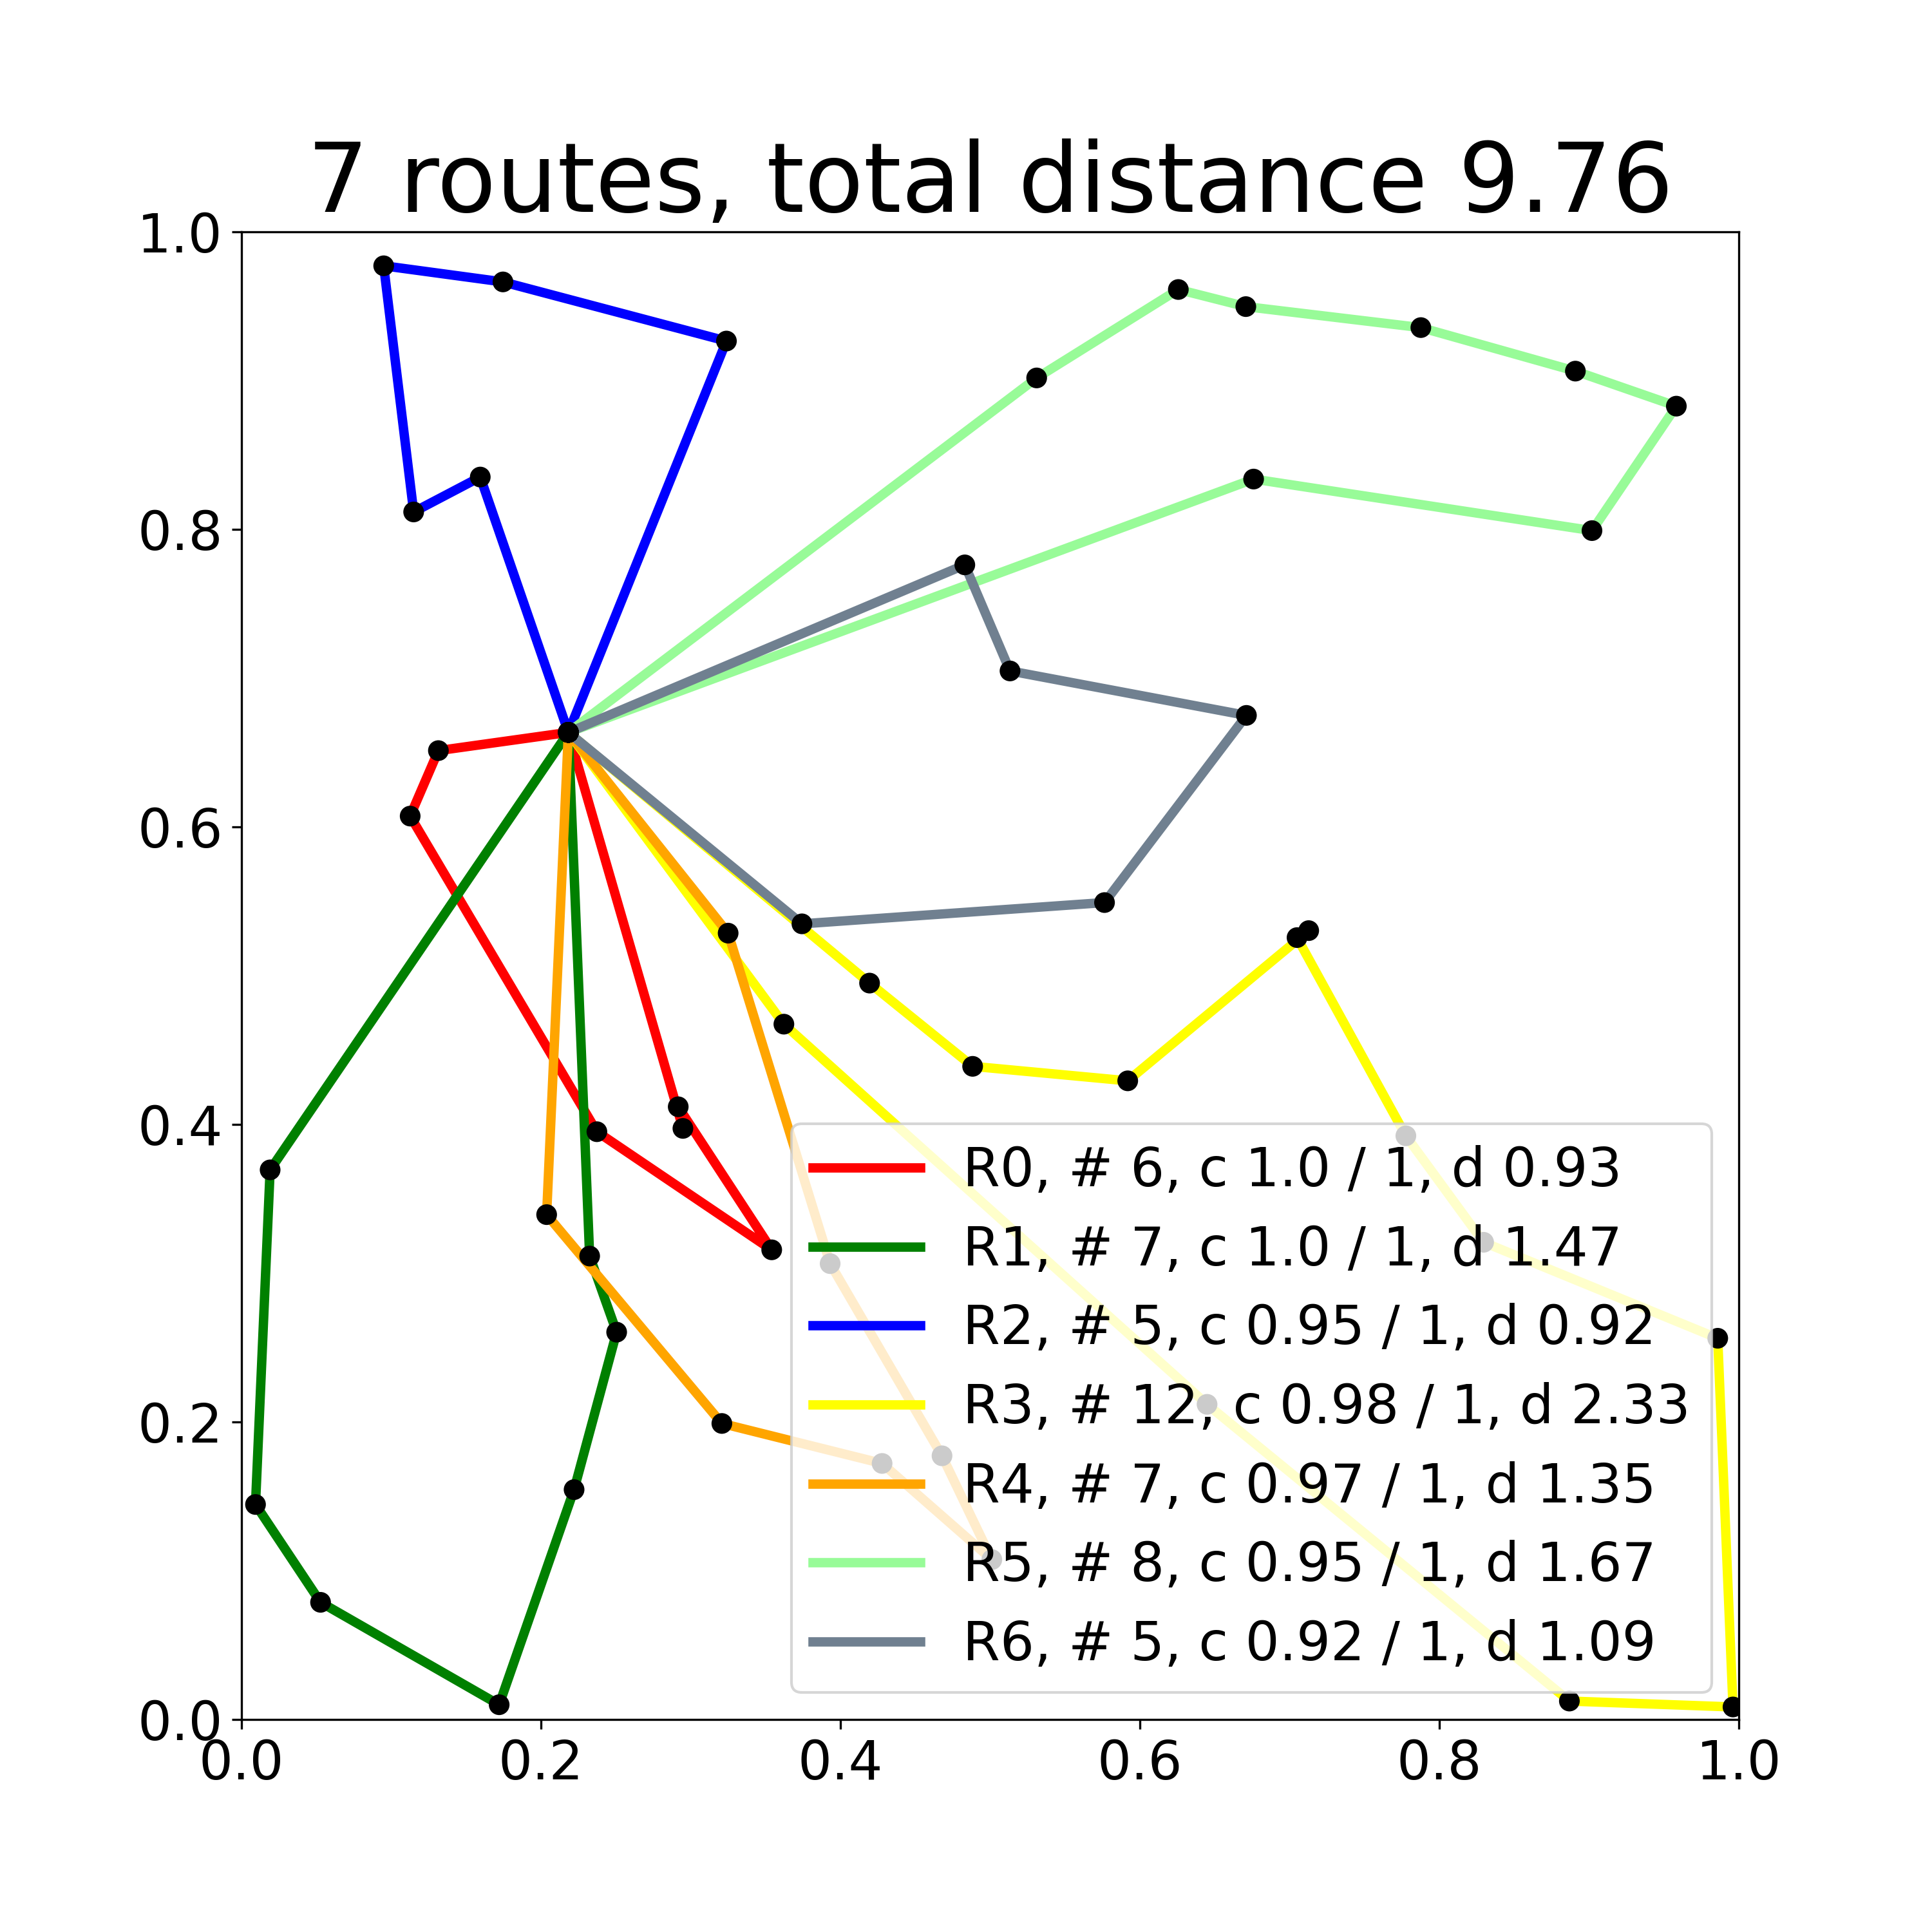 7 routes, total distance 9.76
1.0
0.8
0.6
0.4
0.2
0.0
0.0 0.2 0.4 0.6 0.8 1.0
R0, # 6, c 1.0 / 1, d 0.93
R1, # 7, c 1.0 / 1, d 1.47
R2, # 5, c 0.95 / 1, d 0.92
R3, # 12, c 0.98 / 1, d 2.33
R4, # 7, c 0.97 / 1, d 1.35
R5, # 8, c 0.95 / 1, d 1.67
R6, # 5, c 0.92 / 1, d 1.09